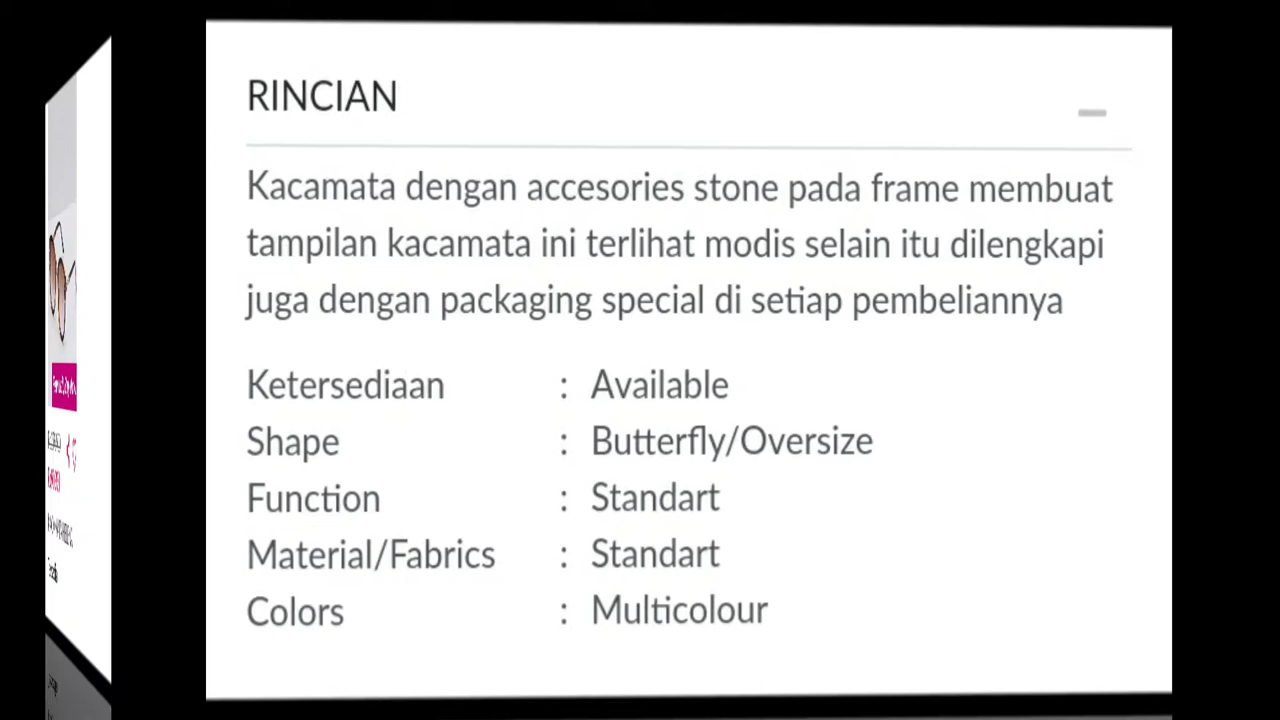 RINCIAN
Kacamata dengan accesories stone pada frame membuat
tampilan kacamata ini terlihat modis selain itu dilengkapi
juga dengan packaging special di setiap pembeliannya
Ketersediaan : Available
Shape : Butterfly/Oversize
Function : Standart
Material/Fabrics : Standart
Colors : Multicolour